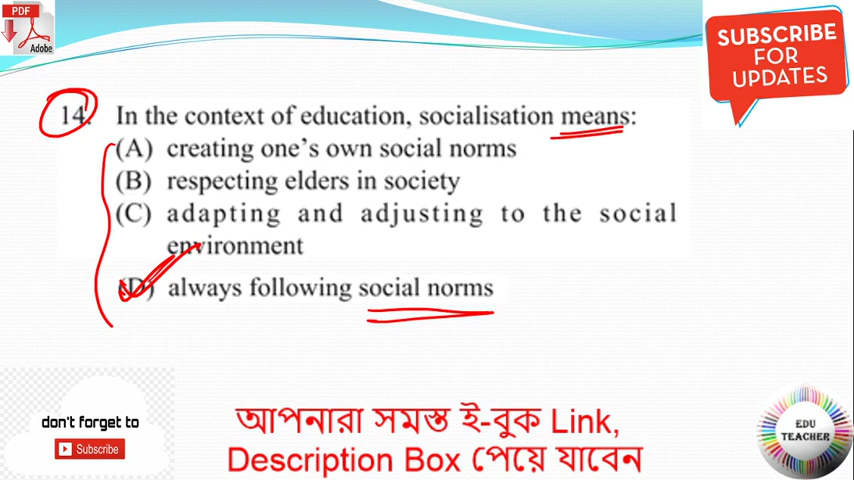 PDF
Adobe
SUBSCRIBE
FOR
UPDATES
14. In the context of education, socialisation means:
(A) creating one's own social norms
(B) respecting elders in society
(C) adapting and adjusting to the social
environment
(D) always following social norms
don't forget to
Subscribe
আপনারা সমস্ত ই-বুক Link,
Description Box পেয়ে যাবেন
EDU
TEACHER